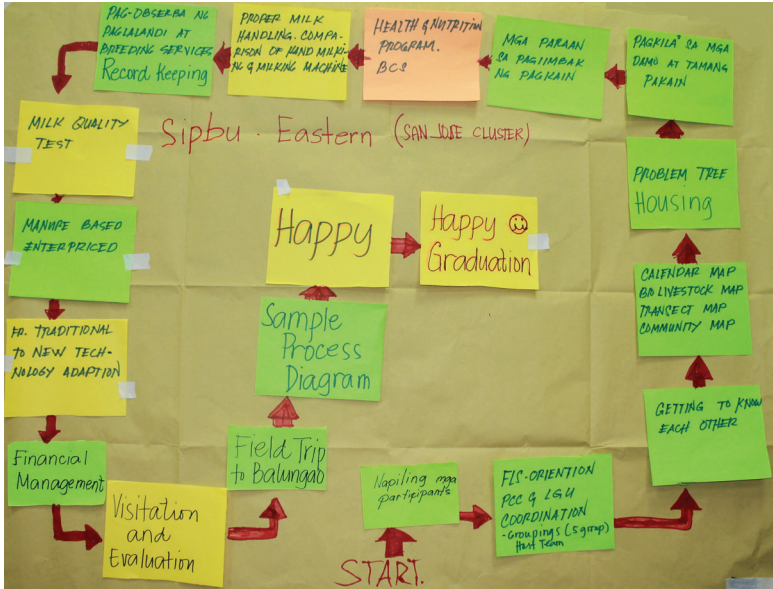 PAG-OBSERBA NG
PAGLALANDI AT
BREEDING SERVICES
Record Keeping
PROPER MILK
HANDLING. COMPA-
RISON OF HAND MILKI-
NG & MILKING MACHINE
HEALTH & NUTRITION
PROGRAM.
BCS
MGA PARAAN
SA PAGIIMBAK
NG PAGKAIN
PAGKILA SA MGA
DAMO AT TAMANG
PAKAIN
Sipbu - Eastern (SAN JOSE CLUSTER)
MILK QUALITY
TEST
MANURE BASED
ENTERPRICED
FR. TRADITIONAL
TO NEW TECH-
NOLOGY ADAPTION
Financial
Management
Visitation
and
Evaluation
Field Trip
to Balungao
Sample
Process
Diagram
Happy
Happy ☺
Graduation
PROBLEM TREE
Housing
CALENDAR MAP
BIO LIVESTOCK MAP
TRANSECT MAP
COMMUNITY MAP
GETTING TO KNOW
EACH OTHER
FLS-ORIENTION
PCC & LGU
COORDINATION
-Groupings (5 group)
Host Team
Napiling mga
participants
START.